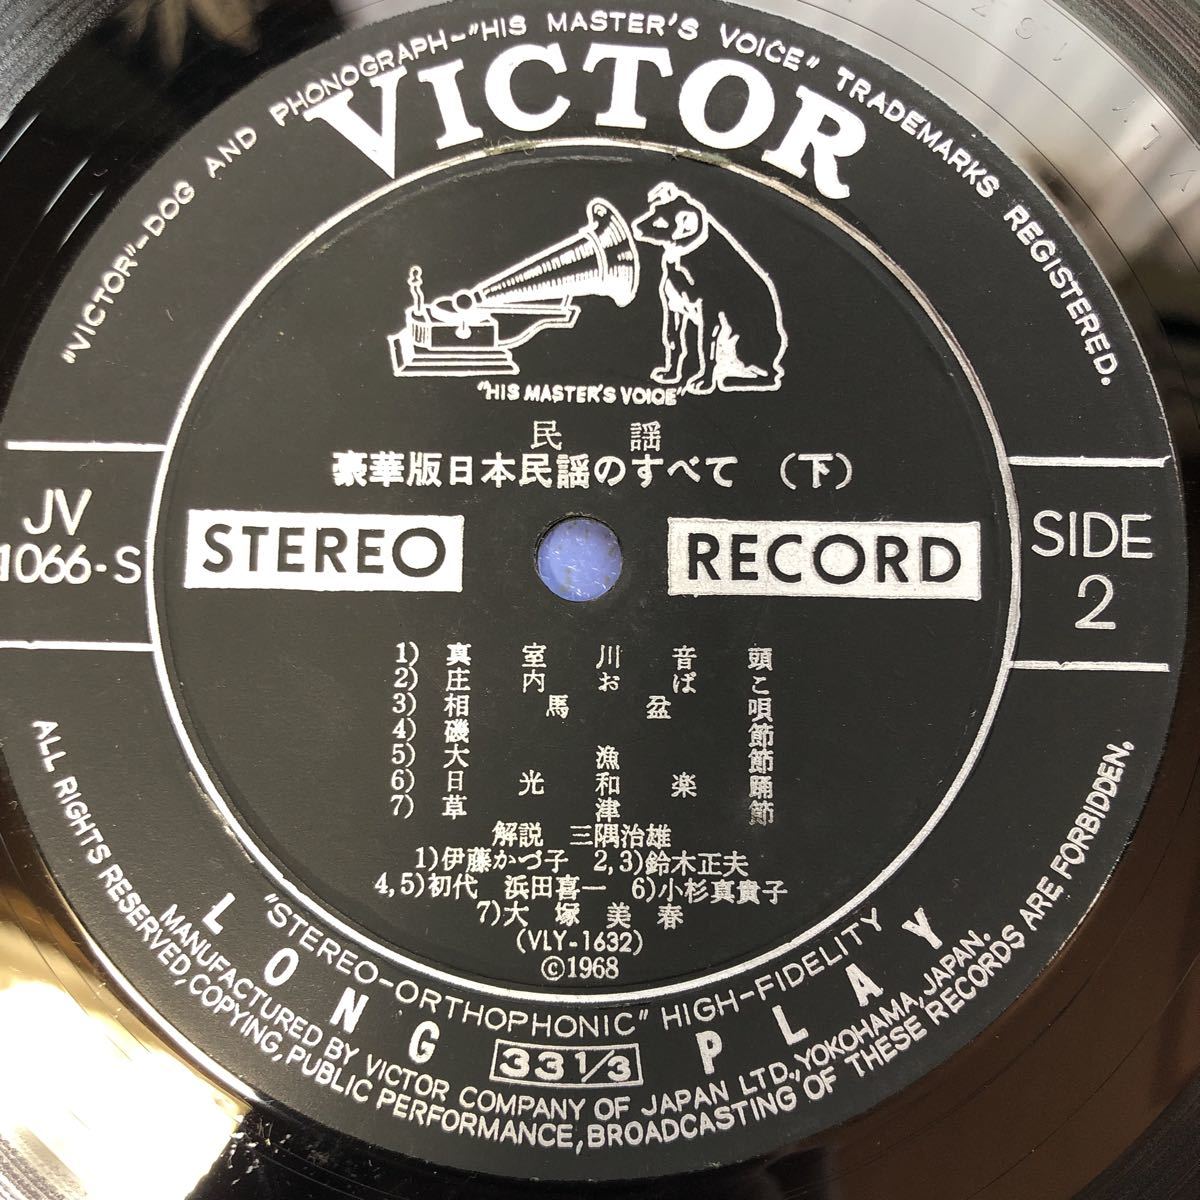 "VICTOR"-DOG AND PHONOGRAPH-"HIS MASTER'S VOICE" TRADEMARKS REGISTERED.
VICTOR
"HIS MASTER'S VOICE"
民謡
豪華版日本民謡のすべて (下)
JV
1066-S
STEREO
RECORD
SIDE
2
1) 真室川音頭
2) 庄内おばこ
3) 相馬盆唄
4) 磯節
5) 大漁節
6) 日光和楽踊
7) 草津節
解説 三隅治雄
1)伊藤かづ子 2,3)鈴木正夫
4,5)初代 浜田喜一 6)小杉真貴子
7)大塚美春
(VLY-1632)
©1968
"STEREO-ORTHOPHONIC" HIGH-FIDELITY
LONG 33 1/3 PLAY
MANUFACTURED BY VICTOR COMPANY OF JAPAN LTD., YOKOHAMA, JAPAN.
ALL RIGHTS RESERVED, COPYING, PUBLIC PERFORMANCE, BROADCASTING OF THESE RECORDS ARE FORBIDDEN.